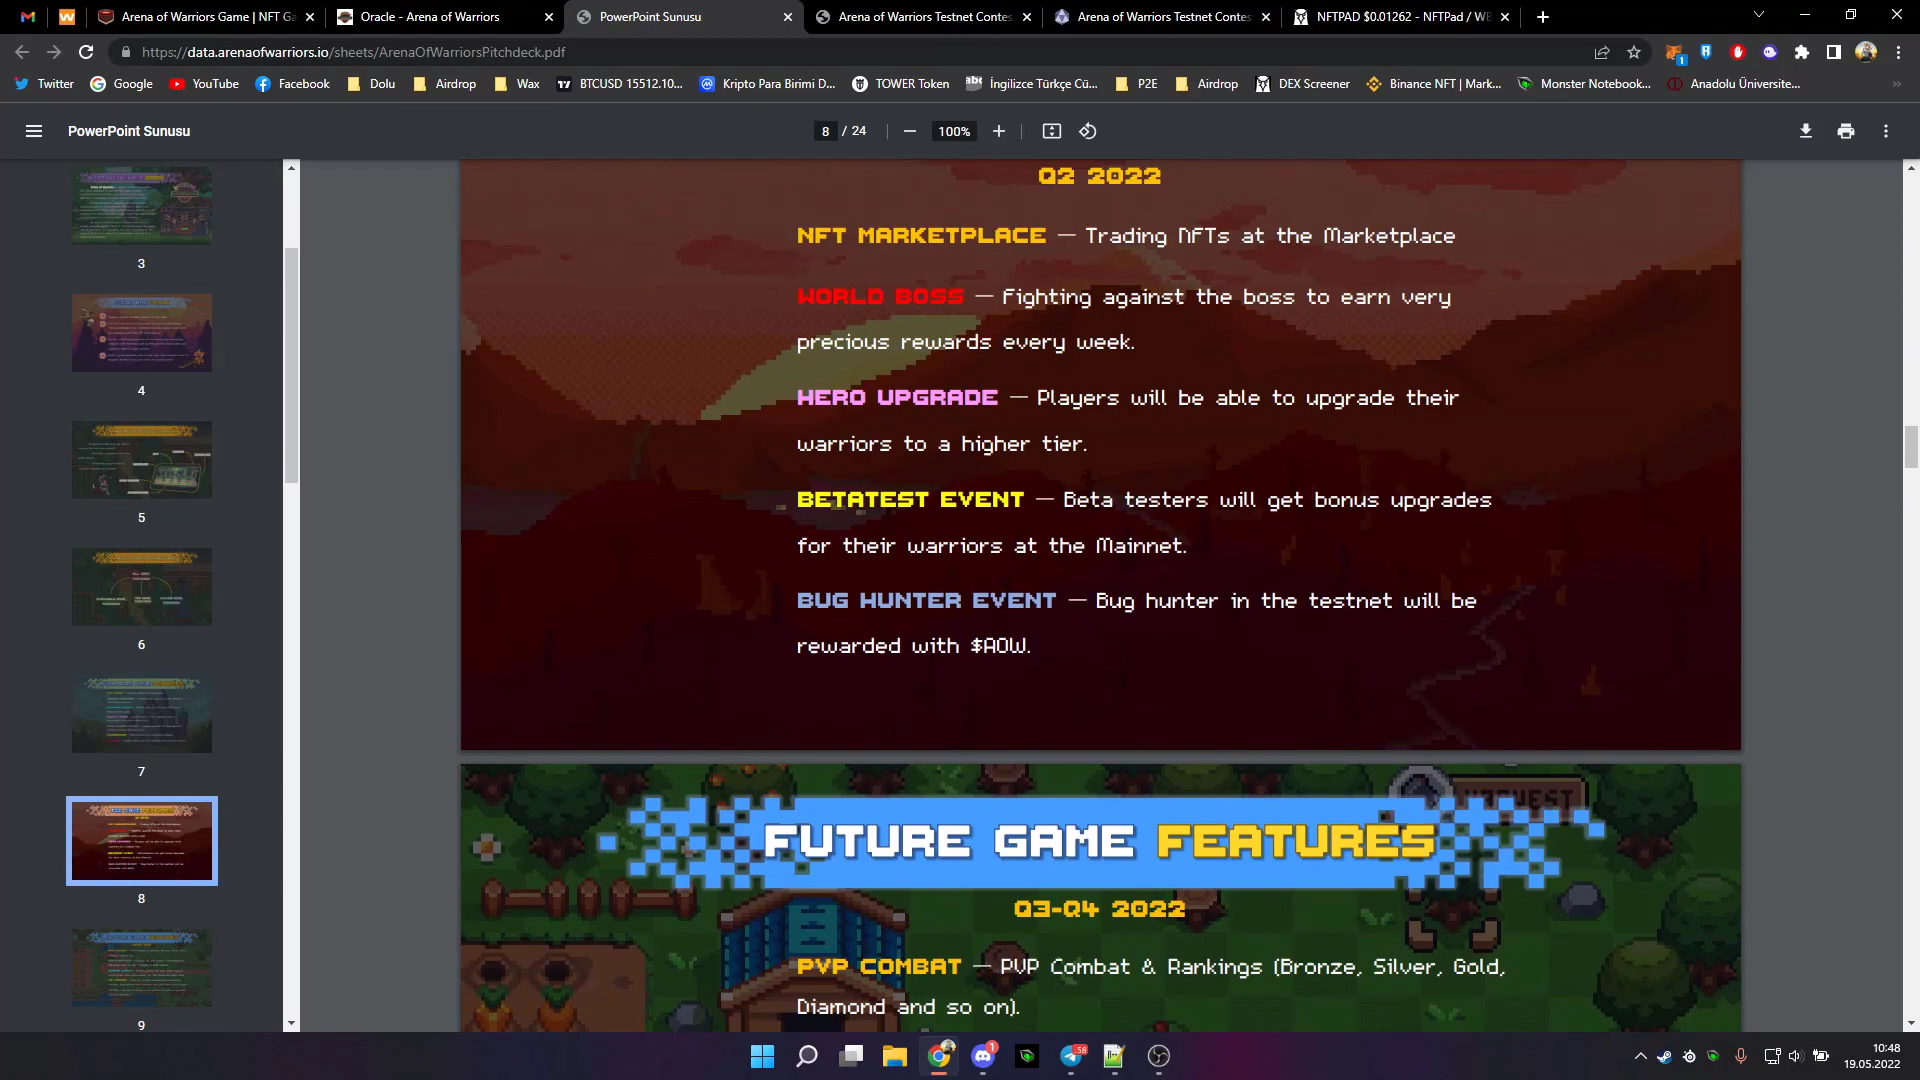 Arena of Warriors Game | NFT Ga
Oracle - Arena of Warriors
PowerPoint Sunusu
Arena of Warriors Testnet Contes
Arena of Warriors Testnet Contes
NFTPAD $0.01262 - NFTPad / WB
https://data.arenaofwarriors.io/sheets/ArenaOfWarriorsPitchdeck.pdf
1
Twitter
Google
YouTube
Facebook
Dolu
Airdrop
Wax
BTCUSD 15512.10...
Kripto Para Birimi D...
TOWER Token
İngilizce Türkçe Cü...
P2E
Airdrop
DEX Screener
Binance NFT | Mark...
Monster Notebook...
Anadolu Üniversite...
PowerPoint Sunusu
8 / 24
100%
3
4
5
6
7
8
9
Q2 2022
NFT MARKETPLACE — Trading NFTs at the Marketplace
WORLD BOSS — Fighting against the boss to earn very
precious rewards every week.
HERO UPGRADE — Players will be able to upgrade their
warriors to a higher tier.
BETATEST EVENT — Beta testers will get bonus upgrades
for their warriors at the Mainnet.
BUG HUNTER EVENT — Bug hunter in the testnet will be
rewarded with $AOW.
HARVEST
FUTURE GAME FEATURES
Q3-Q4 2022
PVP COMBAT — PVP Combat & Rankings (Bronze, Silver, Gold,
Diamond and so on).
1
58
10:48
19.05.2022